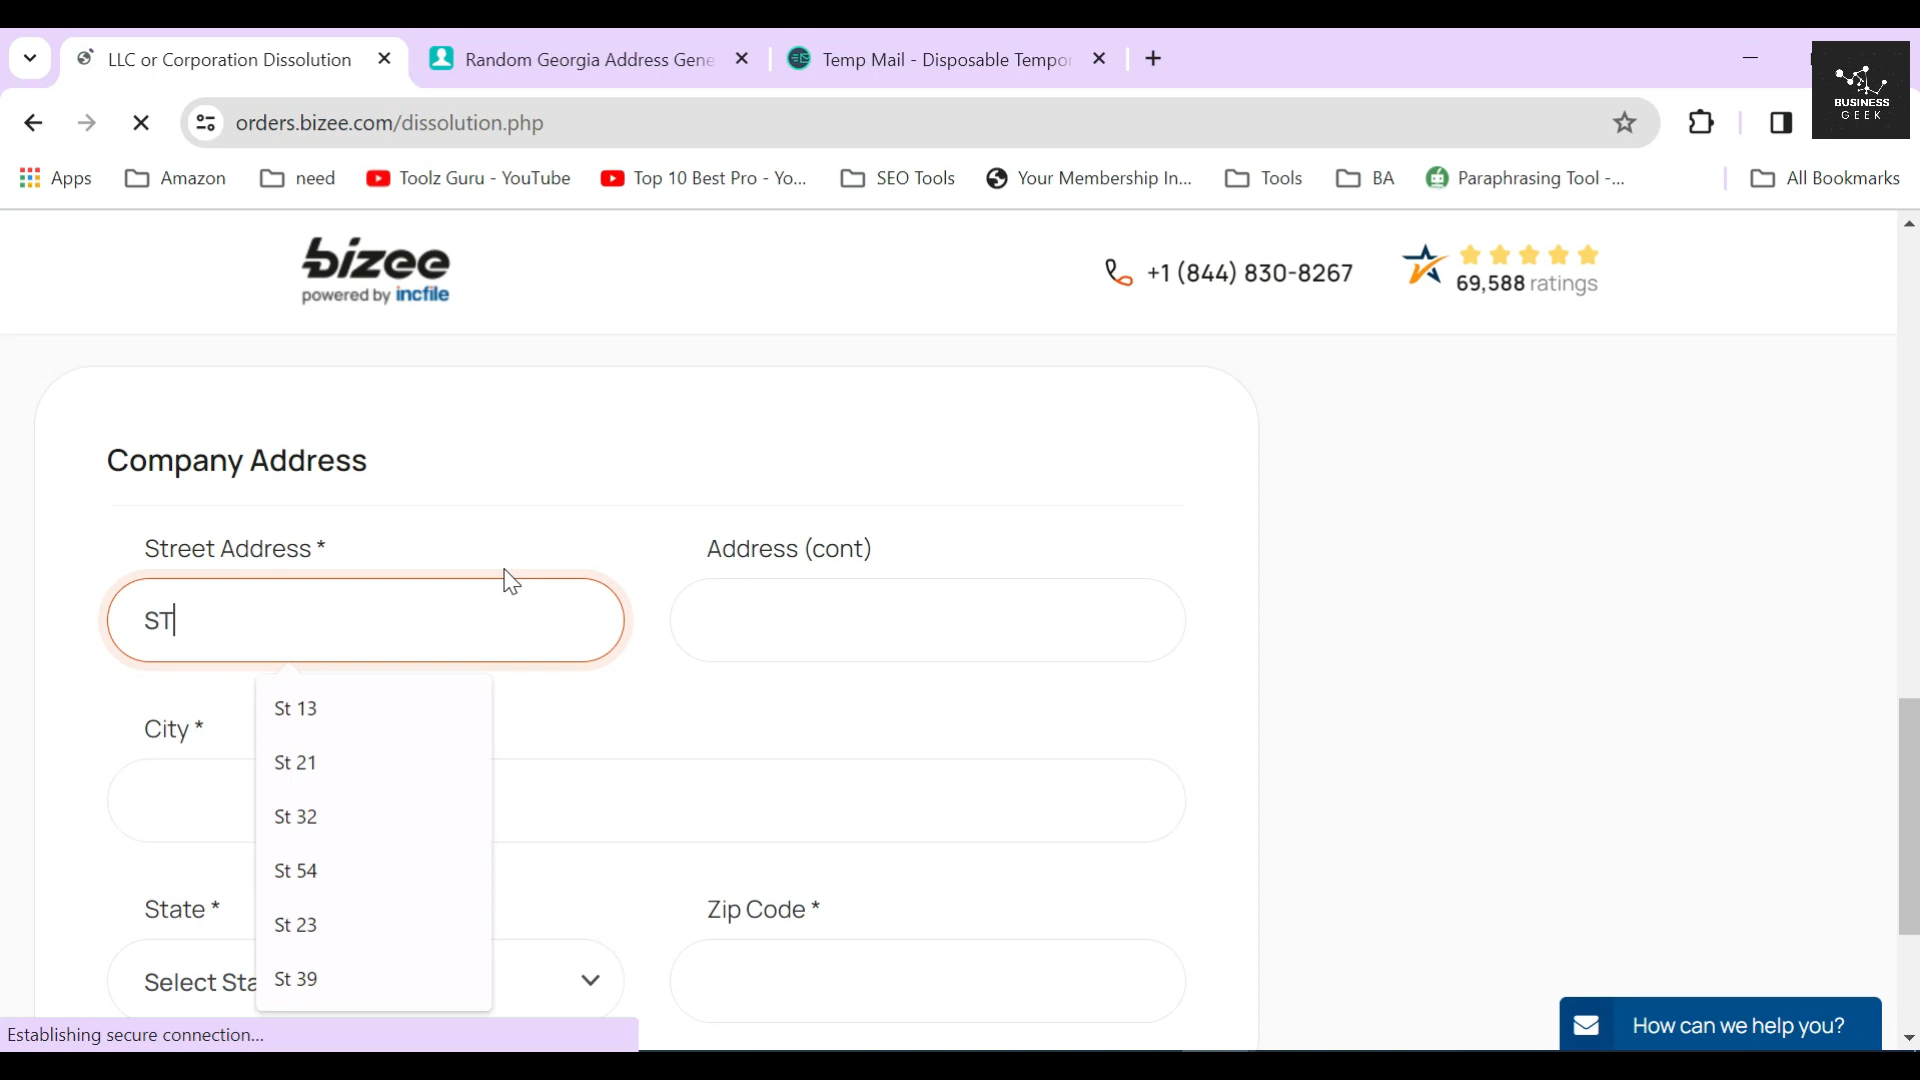 LLC or Corporation Dissolution
Random Georgia Address Gene
Temp Mail - Disposable Tempo
orders.bizee.com/dissolution.php
BUSINESS
GEEK
Apps
Amazon
need
Toolz Guru - YouTube
Top 10 Best Pro - Yo...
SEO Tools
Your Membership In...
Tools
BA
Paraphrasing Tool -...
All Bookmarks
bizee
powered by incfile
+1 (844) 830-8267
69,588 ratings
Company Address
Street Address *
Address (cont)
ST
St 13
St 21
St 32
St 54
St 23
St 39
City *
State *
Zip Code *
Select Sta
Establishing secure connection...
How can we help you?